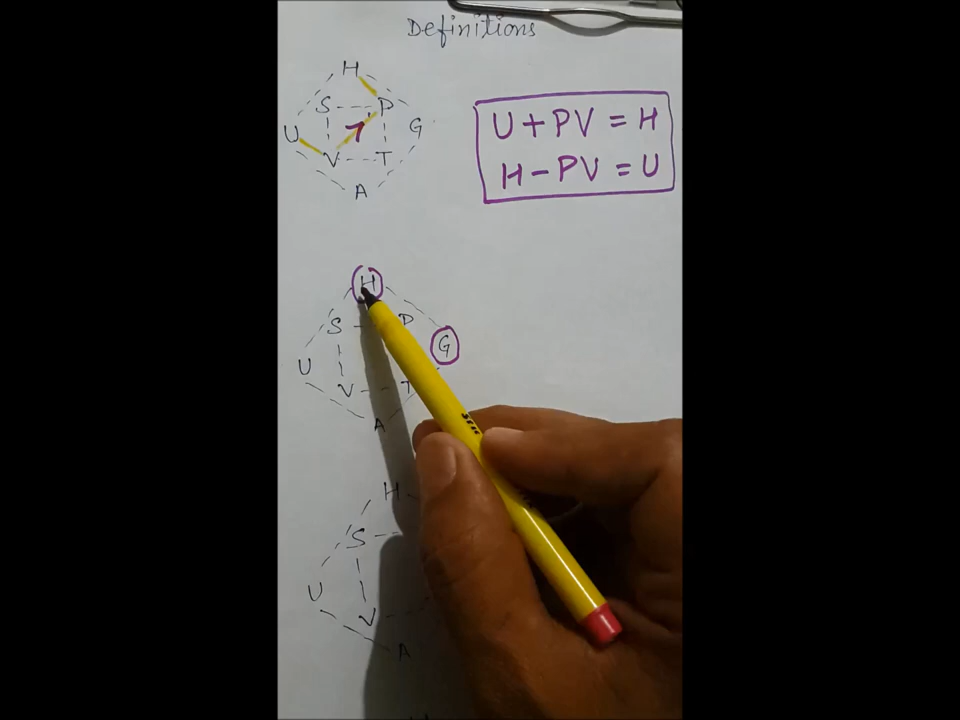 Definitions
H
S P
U G
V T
A
U + PV = H
H - PV = U
H
S P
G
U
V T
A
H
S
U
V
A